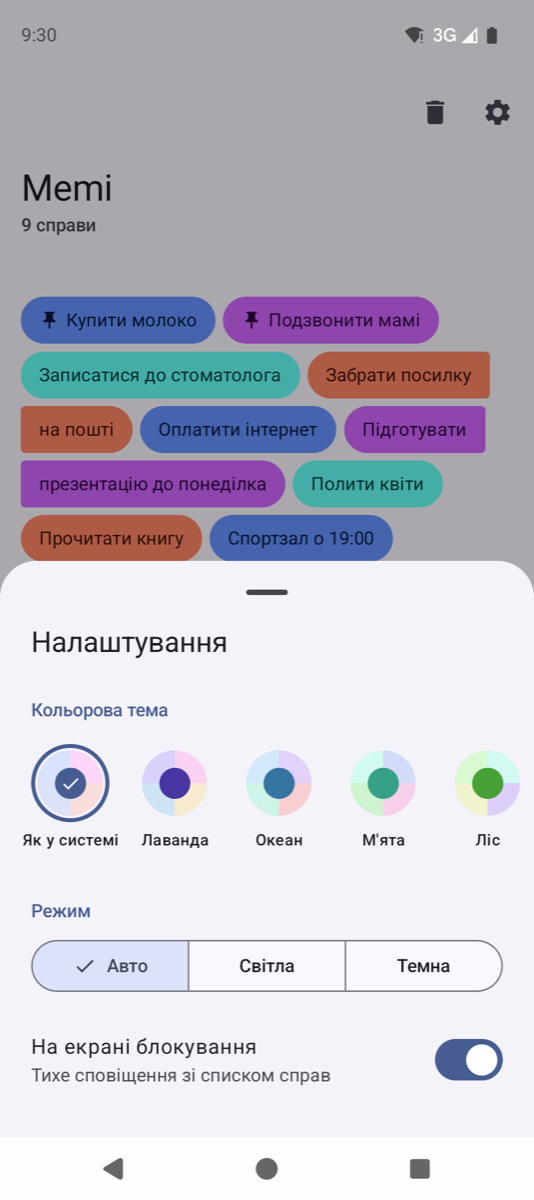 9:30
3G
Memi
9 справи
Купити молоко
Подзвонити мамі
Записатися до стоматолога
Забрати посилку
на пошті
Оплатити інтернет
Підготувати
презентацію до понеділка
Полити квіти
Прочитати книгу
Спортзал о 19:00
Налаштування
Кольорова тема
Як у системі
Лаванда
Океан
М'ята
Ліс
Режим
Авто
Світла
Темна
На екрані блокування
Тихе сповіщення зі списком справ